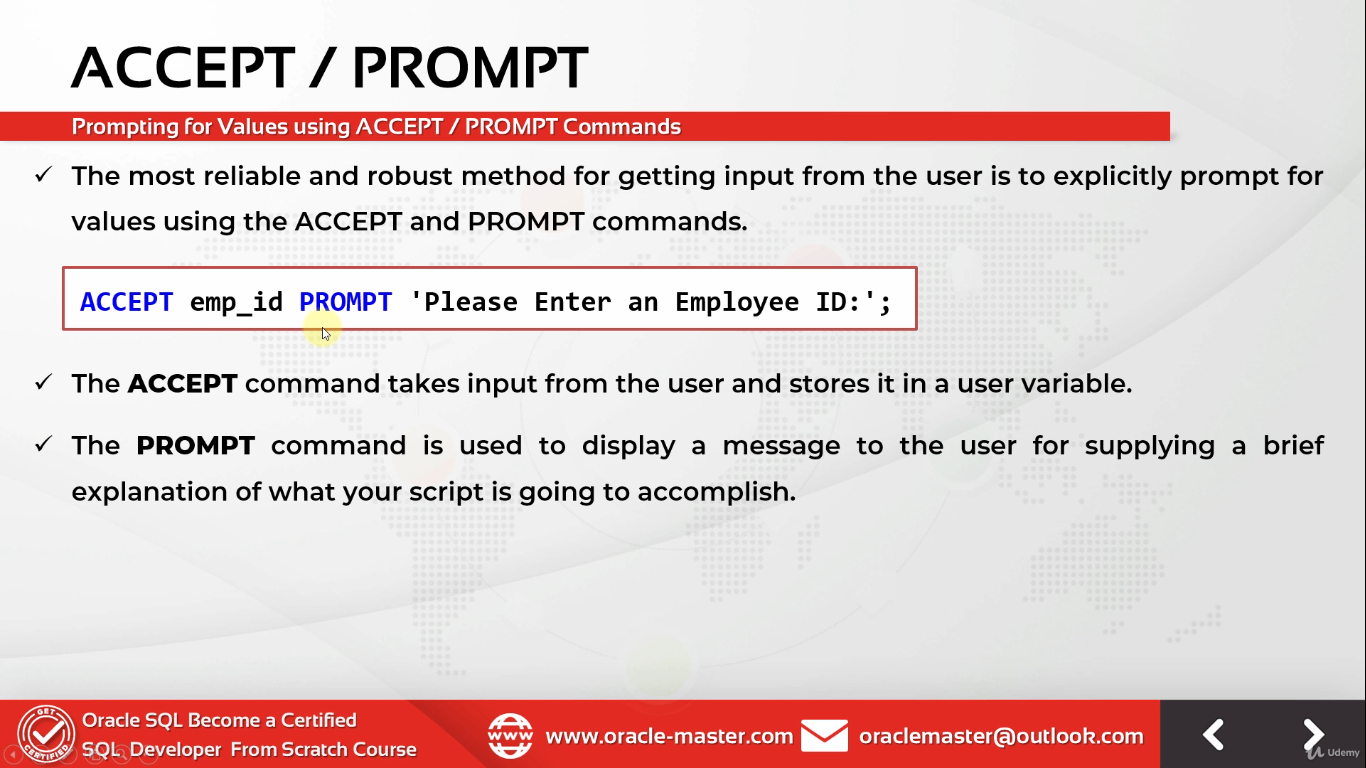 ACCEPT / PROMPT
Prompting for Values using ACCEPT / PROMPT Commands
✓ The most reliable and robust method for getting input from the user is to explicitly prompt for
values using the ACCEPT and PROMPT commands.
ACCEPT emp_id PROMPT 'Please Enter an Employee ID:';
✓ The ACCEPT command takes input from the user and stores it in a user variable.
✓ The PROMPT command is used to display a message to the user for supplying a brief
explanation of what your script is going to accomplish.
GET
CERTIFIED
Oracle SQL Become a Certified
SQL Developer From Scratch Course
WWW
www.oracle-master.com
oraclemaster@outlook.com
Udemy